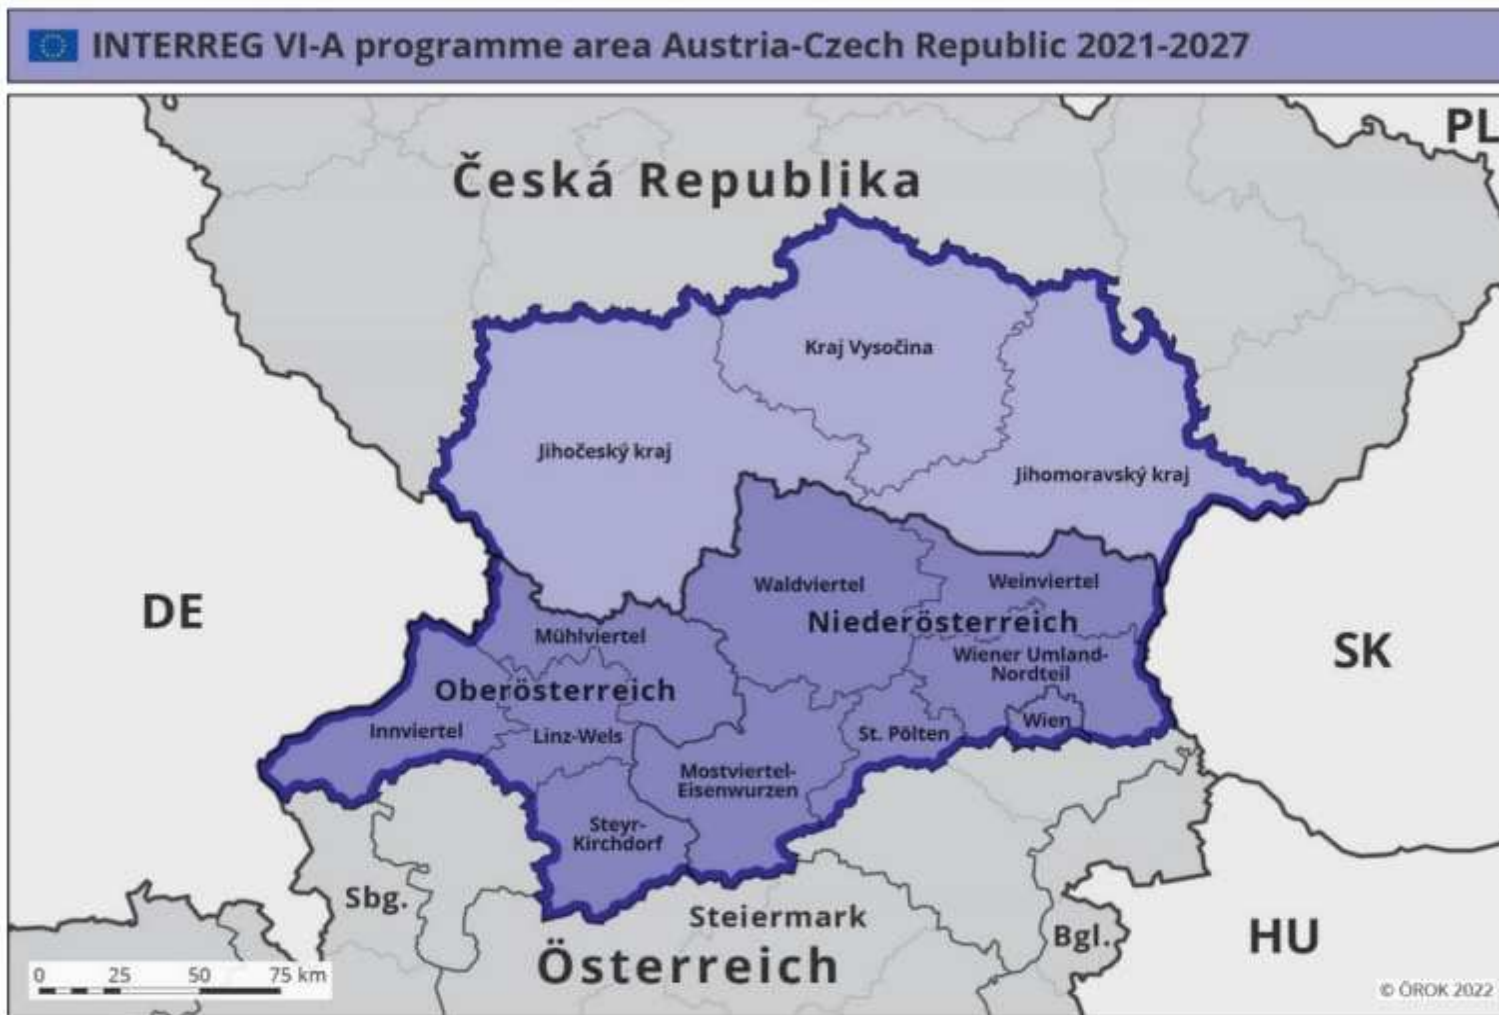 INTERREG VI-A programme area Austria-Czech Republic 2021-2027
PL
Česká Republika
Kraj Vysočina
Jihočeský kraj
Jihomoravský kraj
DE
Waldviertel
Weinviertel
Niederösterreich
Mühlviertel
SK
Wiener Umland-
Nordteil
Oberösterreich
Innviertel
Linz-Wels
St. Pölten
Wien
Mostviertel-
Eisenwurzen
Steyr-
Kirchdorf
Sbg.
Steiermark
Bgl.
HU
Österreich
0 25 50 75 km
© ÖROK 2022